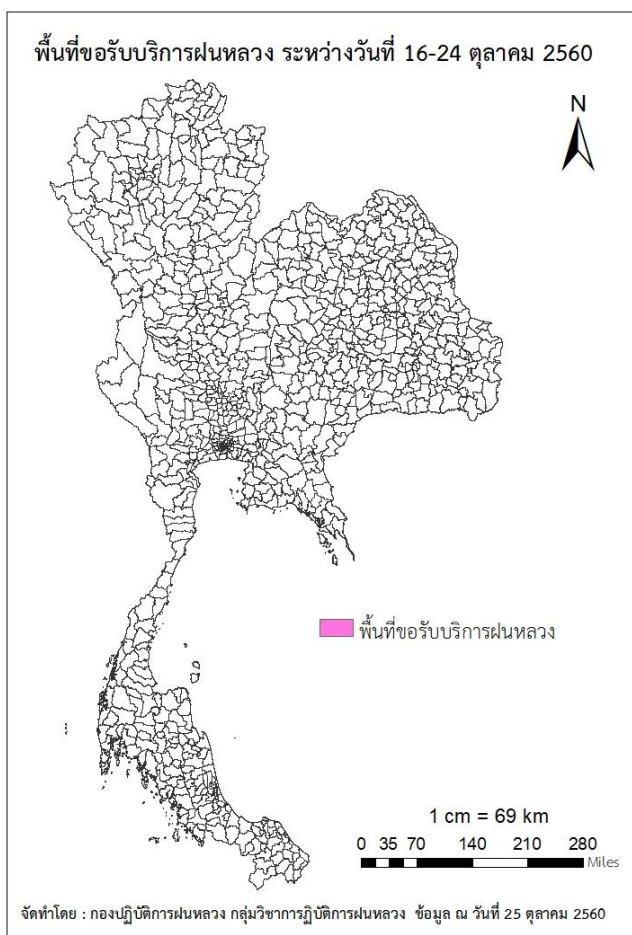 พื้นที่ขอรับบริการฝนหลวง ระหว่างวันที่ 16-24 ตุลาคม 2560
N
พื้นที่ขอรับบริการฝนหลวง
1 cm = 69 km
0 35 70 140 210 280 Miles
จัดทำโดย : กองปฏิบัติการฝนหลวง กลุ่มวิชาการฏิบัติการฝนหลวง ข้อมูล ณ วันที่ 25 ตุลาคม 2560